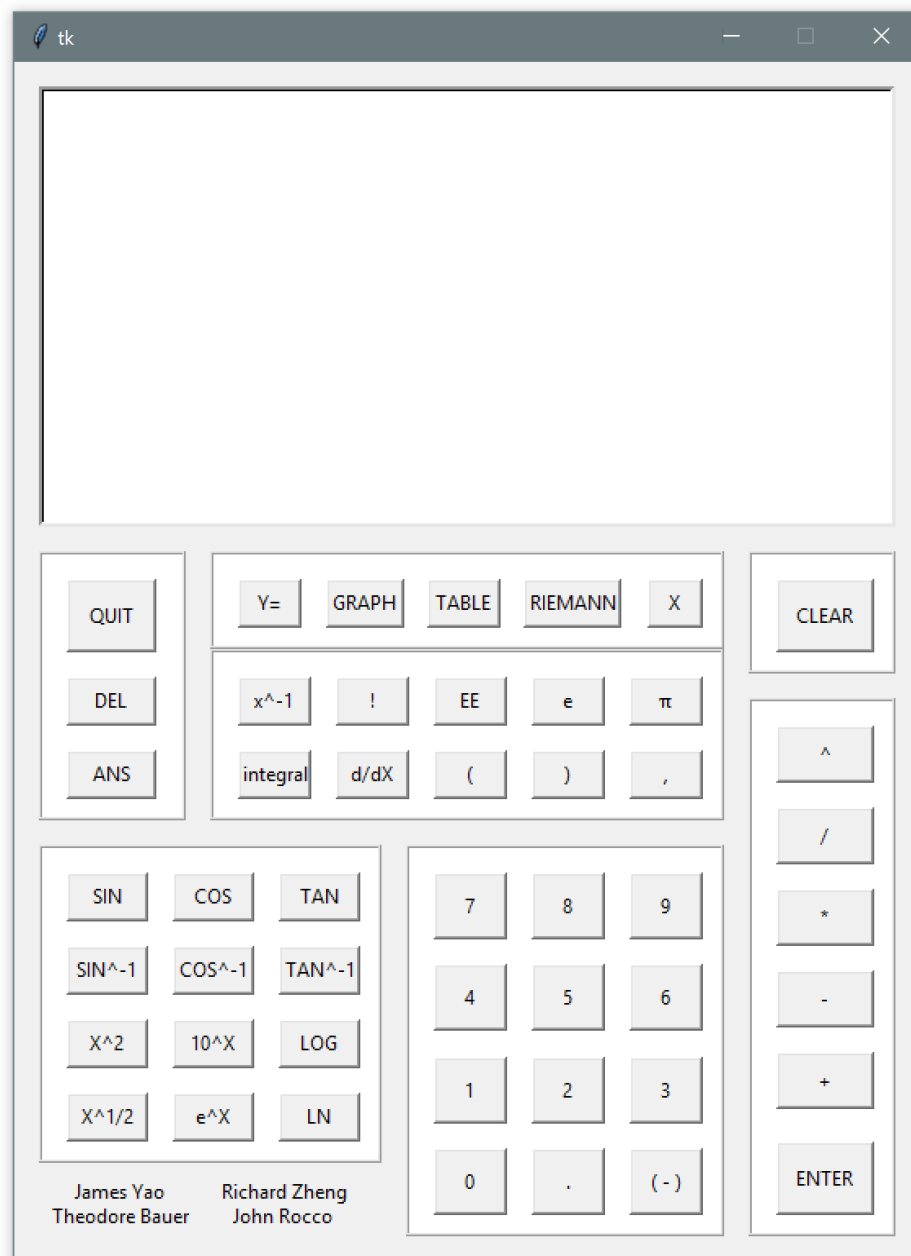 tk
QUIT
DEL
ANS
Y= GRAPH TABLE RIEMANN X
x^-1 ! EE e π
integral d/dX ( ) ,
CLEAR
^
/
*
-
+
ENTER
SIN COS TAN
SIN^-1 COS^-1 TAN^-1
X^2 10^X LOG
X^1/2 e^X LN
7 8 9
4 5 6
1 2 3
0 . (-)
James Yao Richard Zheng
Theodore Bauer John Rocco